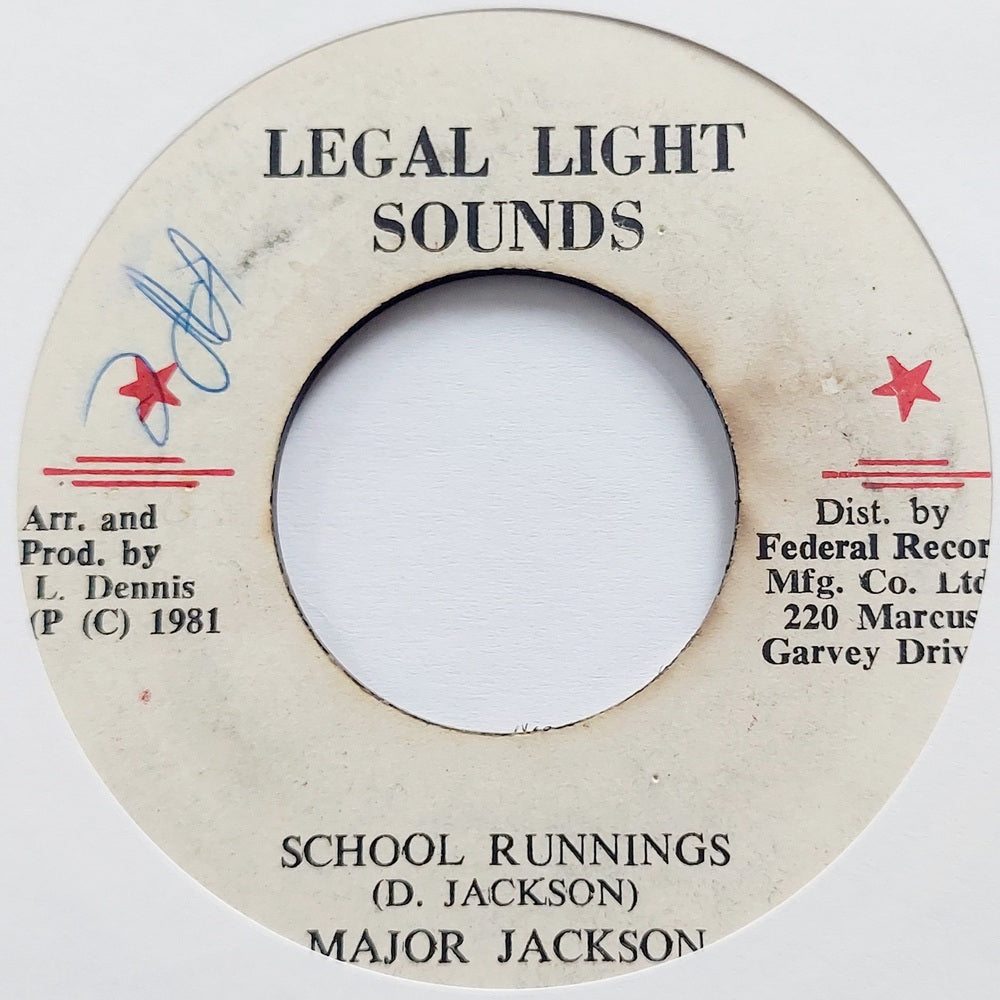 LEGAL LIGHT
SOUNDS
Arr. and
Prod. by
L. Dennis
(P (C) 1981
Dist. by
Federal Recor
Mfg. Co. Ltd
220 Marcus
Garvey Driv
SCHOOL RUNNINGS
(D. JACKSON)
MAJOR JACKSON